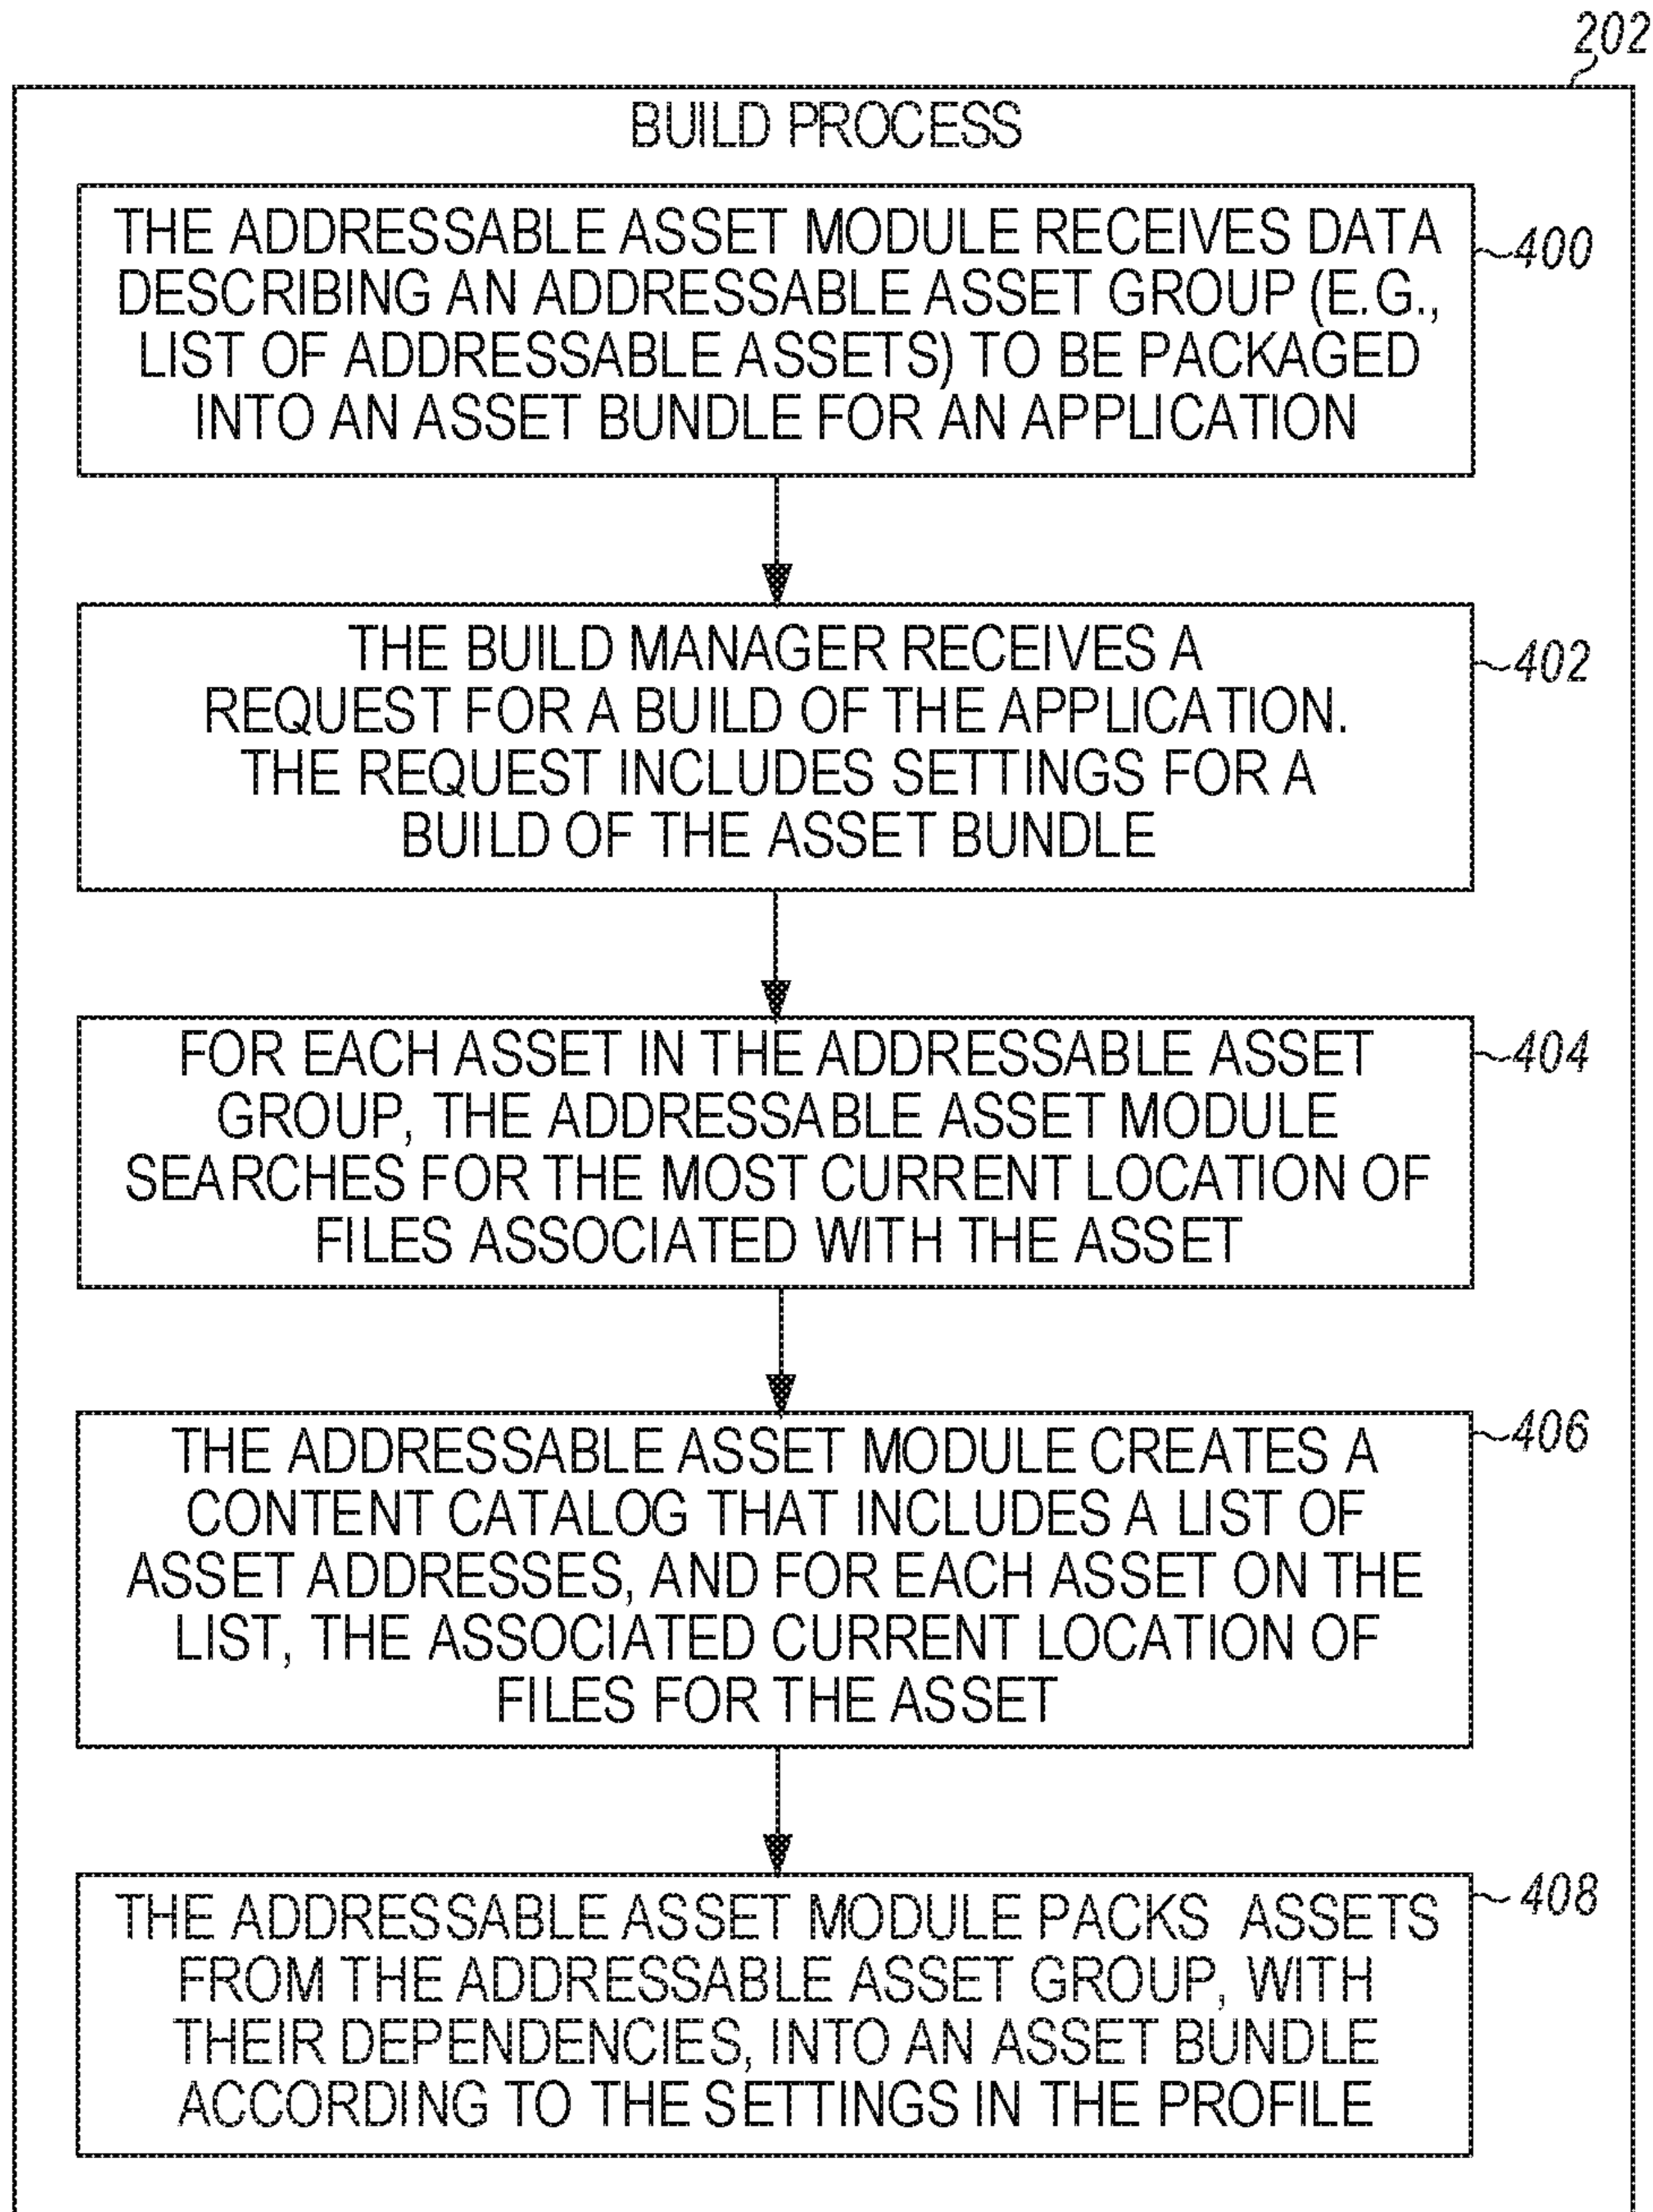 202
BUILD PROCESS
THE ADDRESSABLE ASSET MODULE RECEIVES DATA
DESCRIBING AN ADDRESSABLE ASSET GROUP (E.G.,
LIST OF ADDRESSABLE ASSETS) TO BE PACKAGED
INTO AN ASSET BUNDLE FOR AN APPLICATION
400
THE BUILD MANAGER RECEIVES A
REQUEST FOR A BUILD OF THE APPLICATION.
THE REQUEST INCLUDES SETTINGS FOR A
BUILD OF THE ASSET BUNDLE
402
FOR EACH ASSET IN THE ADDRESSABLE ASSET
GROUP, THE ADDRESSABLE ASSET MODULE
SEARCHES FOR THE MOST CURRENT LOCATION OF
FILES ASSOCIATED WITH THE ASSET
404
THE ADDRESSABLE ASSET MODULE CREATES A
CONTENT CATALOG THAT INCLUDES A LIST OF
ASSET ADDRESSES, AND FOR EACH ASSET ON THE
LIST, THE ASSOCIATED CURRENT LOCATION OF
FILES FOR THE ASSET
406
THE ADDRESSABLE ASSET MODULE PACKS ASSETS
FROM THE ADDRESSABLE ASSET GROUP, WITH
THEIR DEPENDENCIES, INTO AN ASSET BUNDLE
ACCORDING TO THE SETTINGS IN THE PROFILE
408